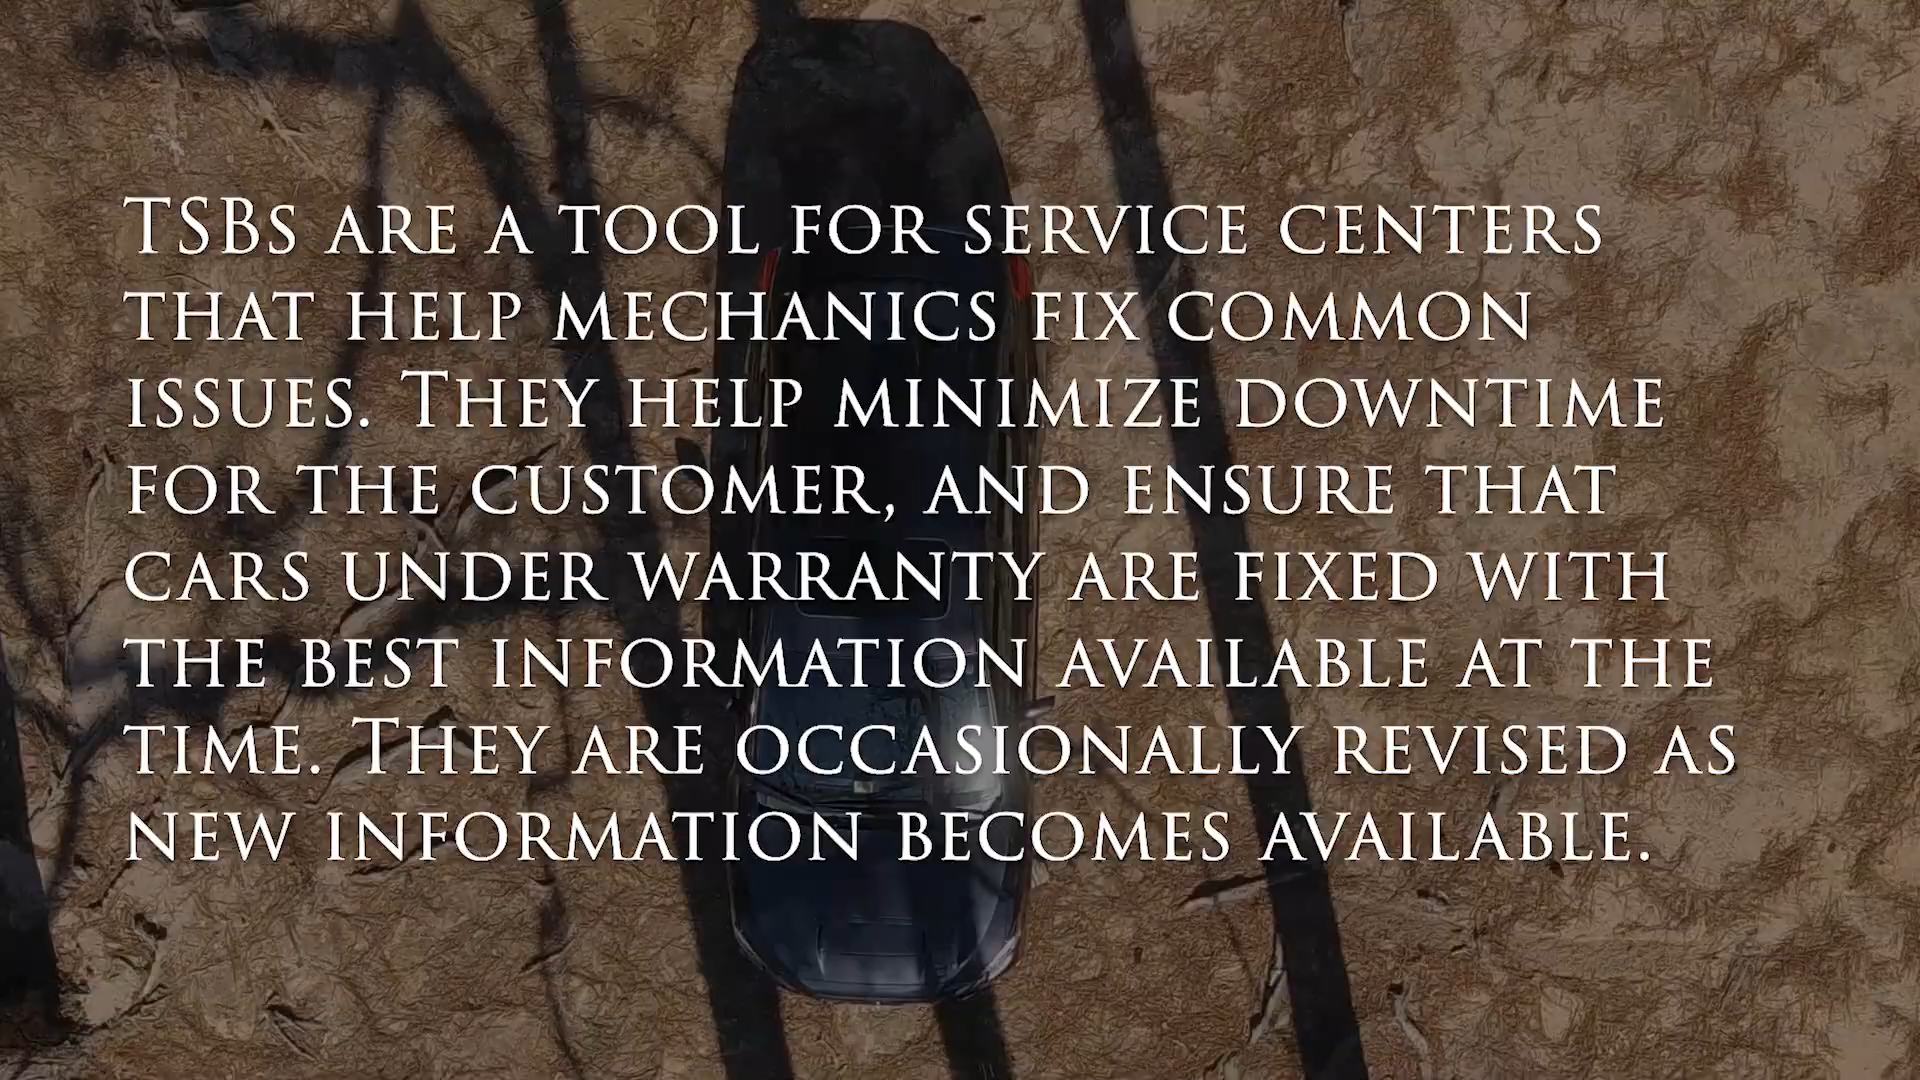 TSBs are a tool for service centers
that help mechanics fix common
issues. They help minimize downtime
for the customer, and ensure that
cars under warranty are fixed with
the best information available at the
time. They are occasionally revised as
new information becomes available.